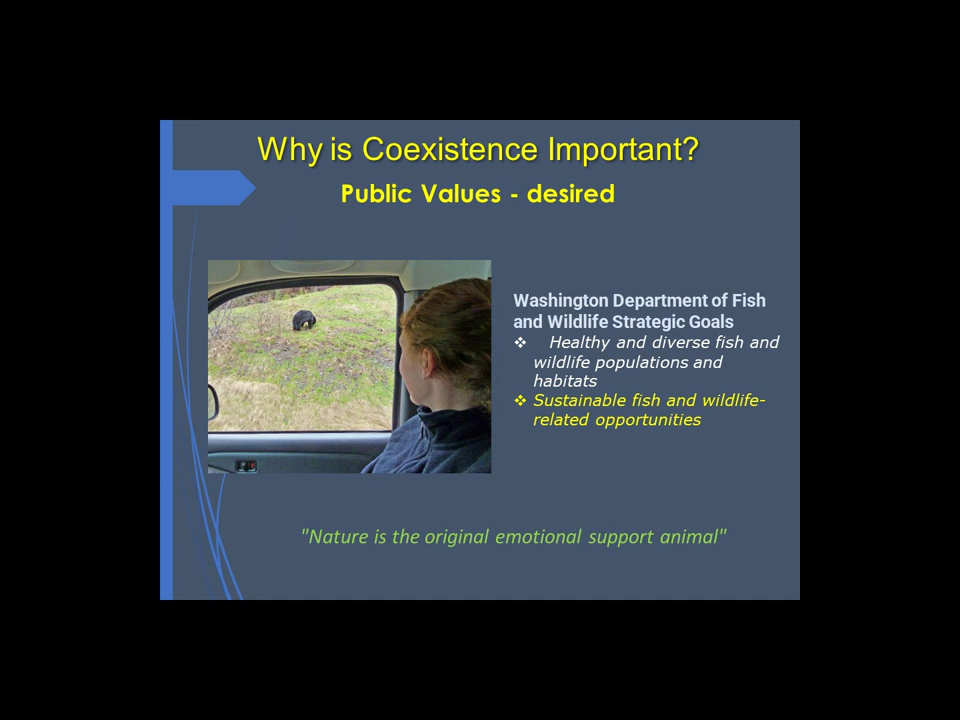 Why is Coexistence Important?
Public Values - desired
Washington Department of Fish
and Wildlife Strategic Goals
❖ Healthy and diverse fish and
wildlife populations and
habitats
❖ Sustainable fish and wildlife-
related opportunities
"Nature is the original emotional support animal"